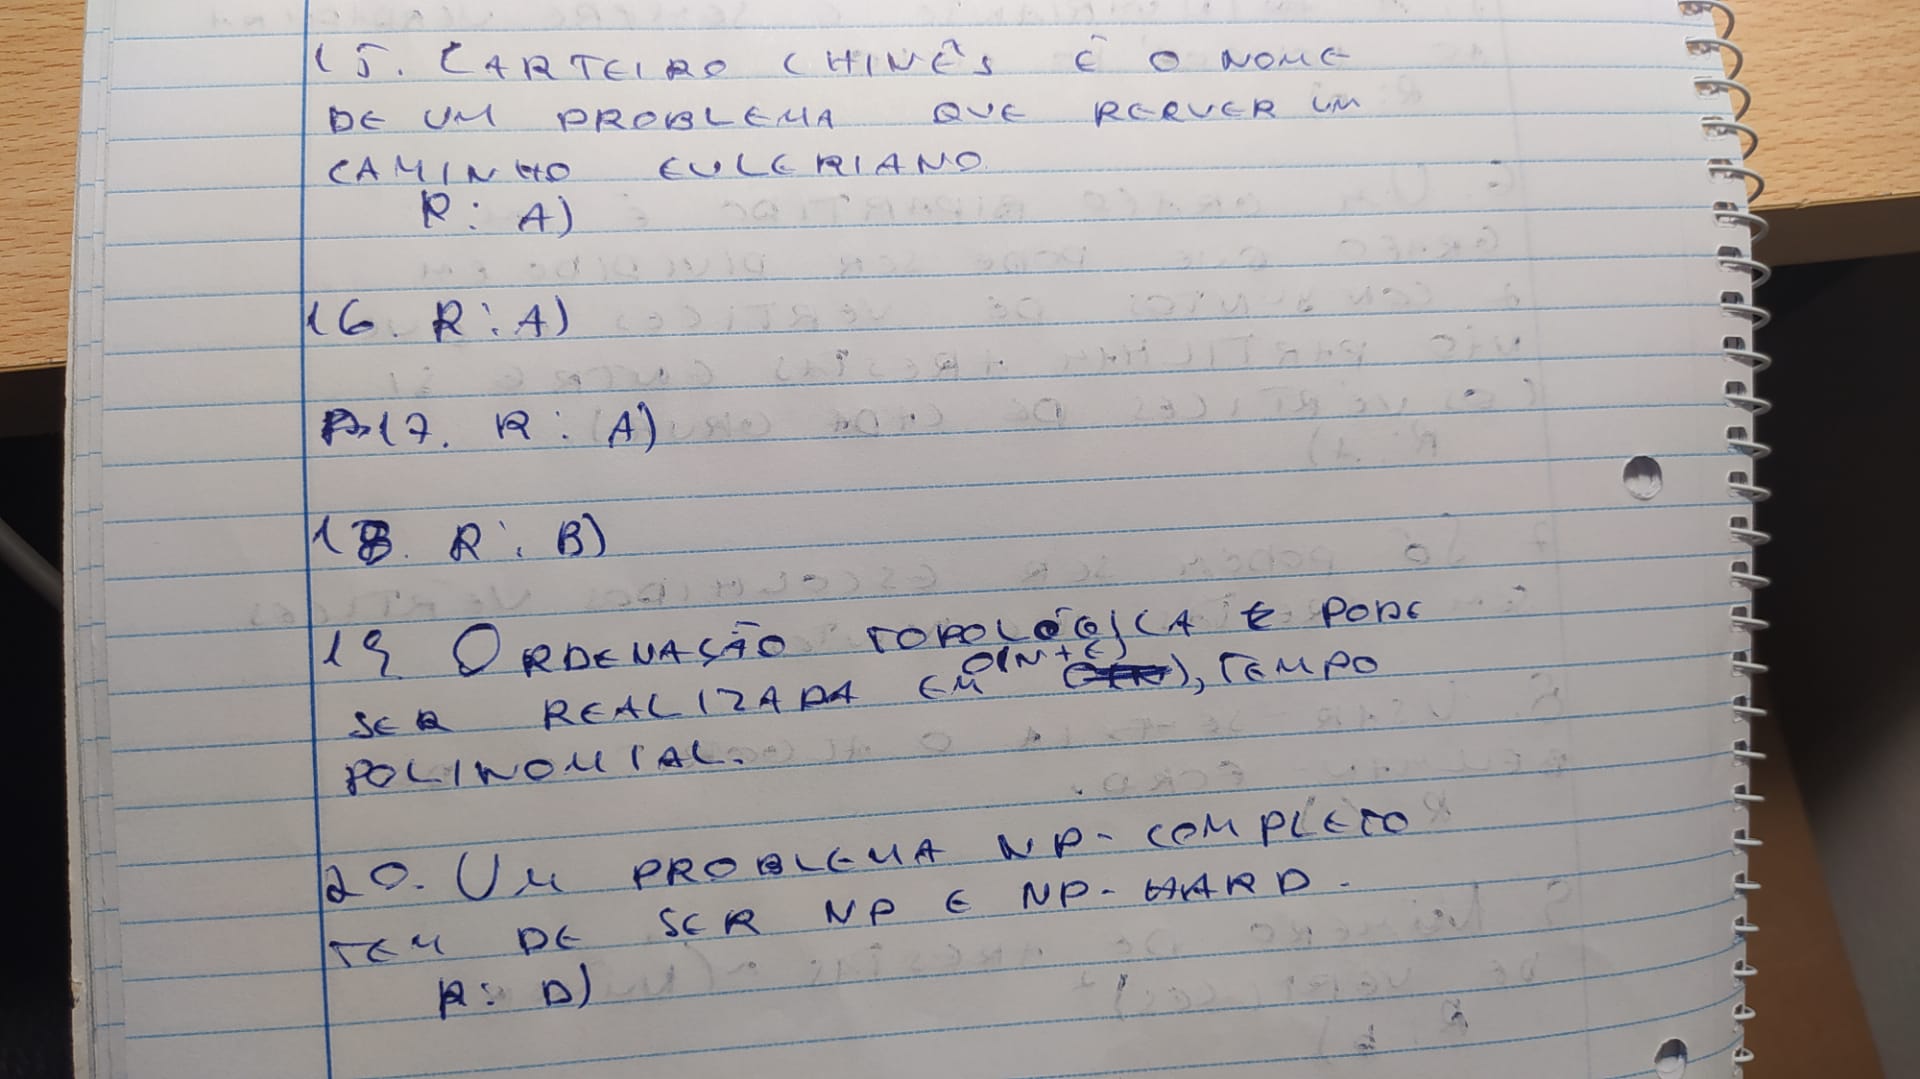 15. CARTEIRO CHINÊS É O NOME
DE UM PROBLEMA QUE REQUER UM
CAMINHO EULERIANO
R: A)
16. R: A)
17. R: A)
18. R: B)
19 ORDENAÇÃO TOPOLÓGICA E PODE
SER REALIZADA EM O(N+E), TEMPO
POLINOMIAL.
20. UM PROBLEMA NP-COMPLETO
TEM DE SER NP E NP-HARD.
R: D)